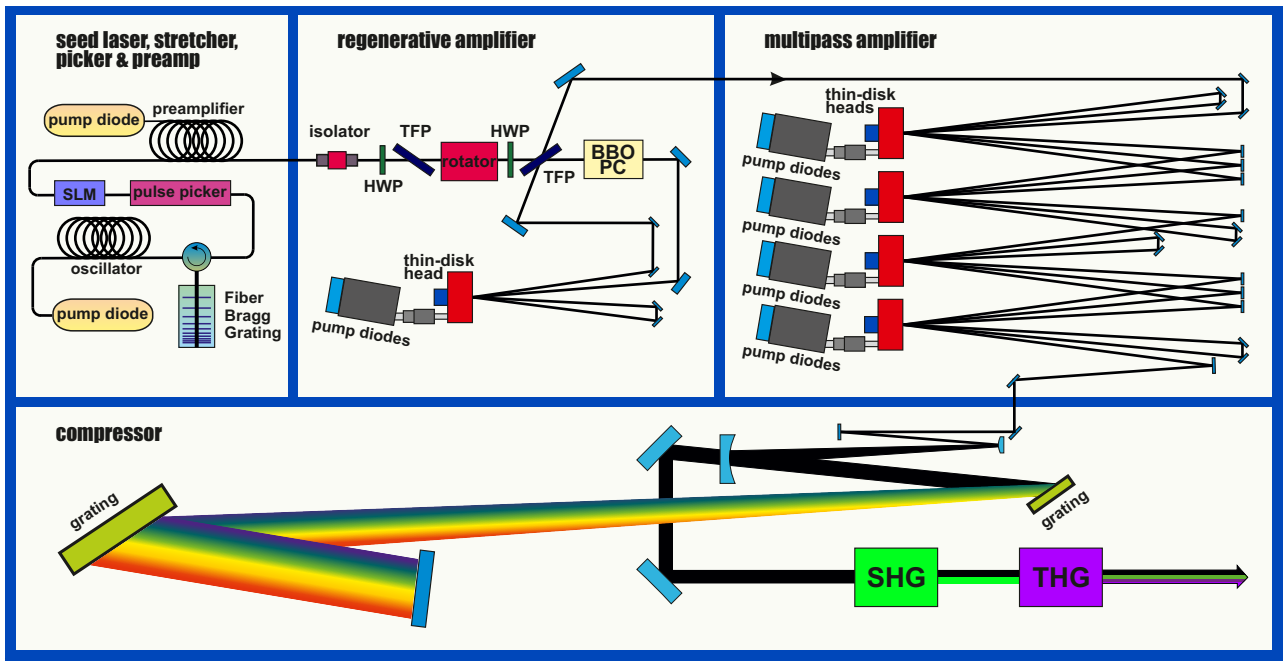 seed laser, stretcher,
picker & preamp
preamplifier
pump diode
SLM
pulse picker
oscillator
pump diode
Fiber
Bragg
Grating
regenerative amplifier
isolator
TFP
HWP
rotator
BBO
PC
HWP
TFP
thin-disk
head
pump diodes
multipass amplifier
thin-disk
heads
pump diodes
pump diodes
pump diodes
pump diodes
compressor
grating
grating
SHG
THG